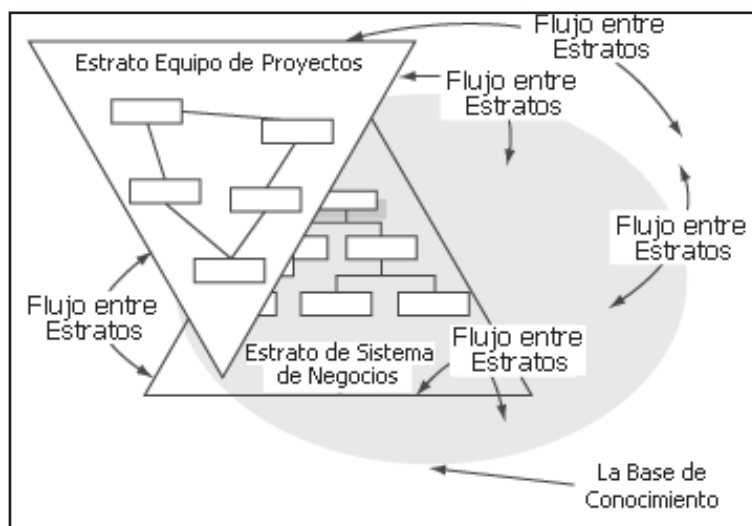 Flujo entre
Estratos
Estrato Equipo de Proyectos
Flujo entre
Estratos
Flujo entre
Estratos
Flujo entre
Estratos
Flujo entre
Estratos
Estrato de Sistema
de Negocios
La Base de
Conocimiento